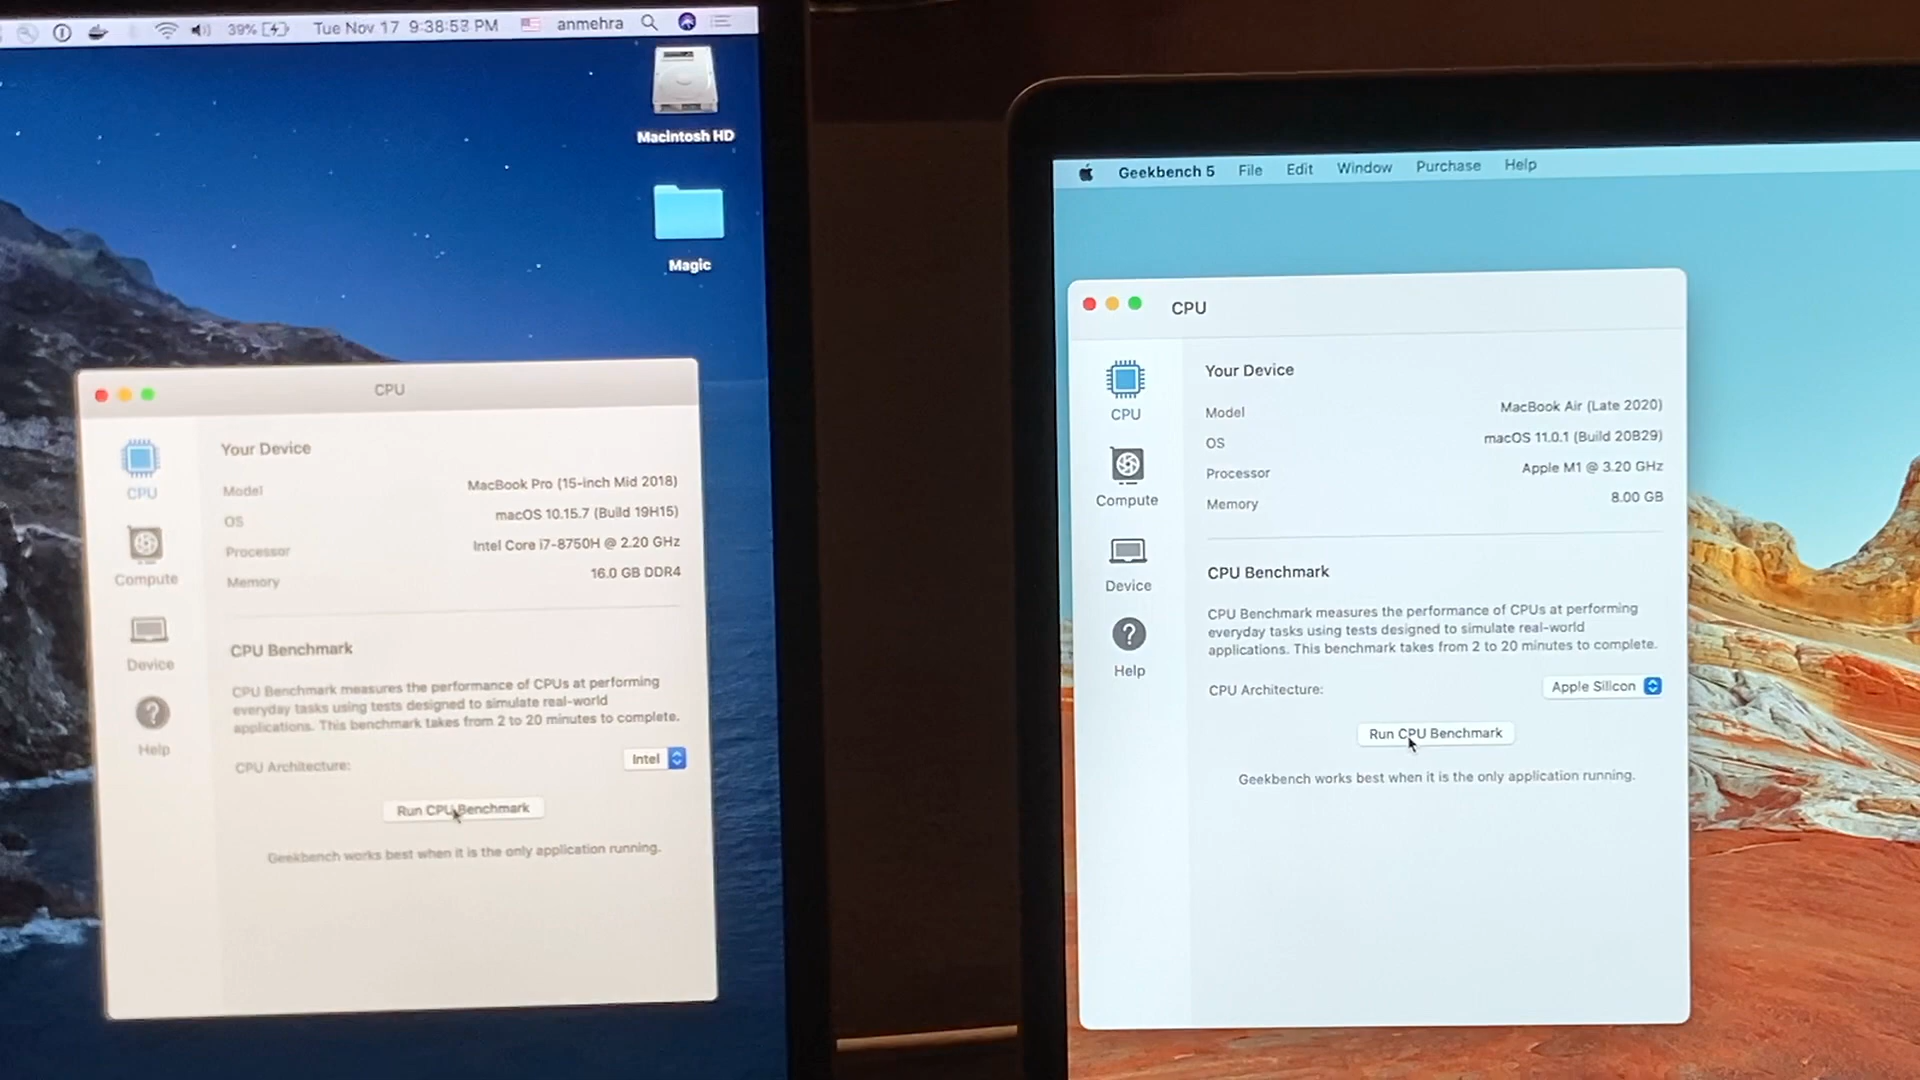 39%
Tue Nov 17 9:38:53 PM
anmehra
Macintosh HD
Magic
CPU
CPU
Compute
Device
Help
Your Device
Model MacBook Pro (15-inch Mid 2018)
OS macOS 10.15.7 (Build 19H15)
Processor Intel Core i7-8750H @ 2.20 GHz
Memory 16.0 GB DDR4
CPU Benchmark
CPU Benchmark measures the performance of CPUs at performing
everyday tasks using tests designed to simulate real-world
applications. This benchmark takes from 2 to 20 minutes to complete.
CPU Architecture: Intel
Run CPU Benchmark
Geekbench works best when it is the only application running.
Geekbench 5 File Edit Window Purchase Help
CPU
CPU
Compute
Device
Help
Your Device
Model MacBook Air (Late 2020)
OS macOS 11.0.1 (Build 20B29)
Processor Apple M1 @ 3.20 GHz
Memory 8.00 GB
CPU Benchmark
CPU Benchmark measures the performance of CPUs at performing
everyday tasks using tests designed to simulate real-world
applications. This benchmark takes from 2 to 20 minutes to complete.
CPU Architecture: Apple Silicon
Run CPU Benchmark
Geekbench works best when it is the only application running.